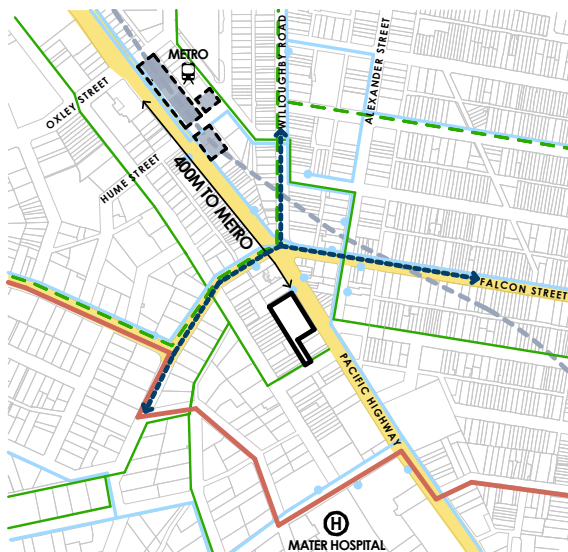 METRO
WILLOUGHBY ROAD
ALEXANDER STREET
OXLEY STREET
HUME STREET
400M TO METRO
FALCON STREET
PACIFIC HIGHWAY
H
MATER HOSPITAL